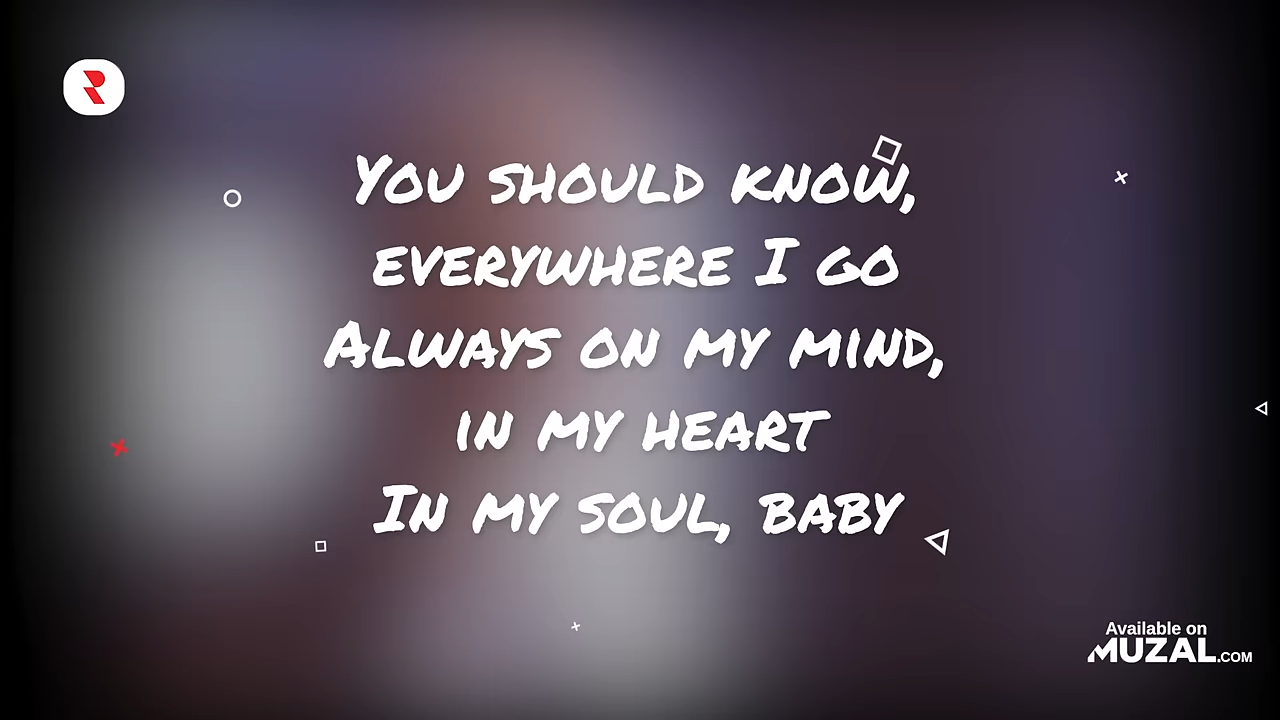 You should know,
everywhere I go
Always on my mind,
in my heart
In my soul, baby
Available on
MUZAL.COM